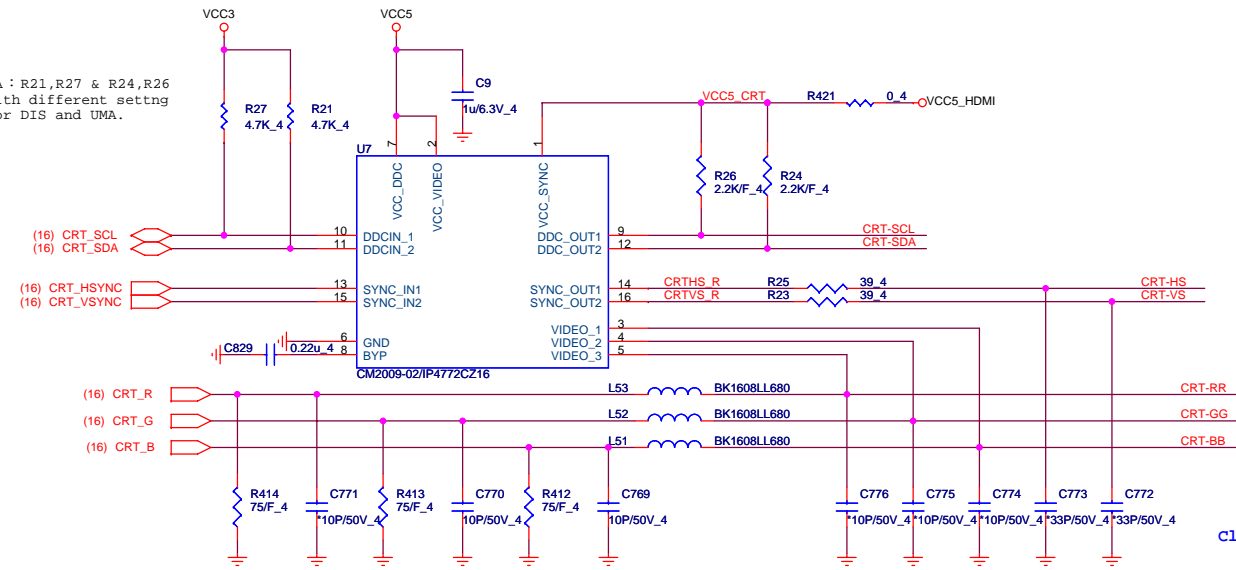 VCC3
VCC5
A : R21,R27 & R24,R26
ith different settng
or DIS and UMA.
R27
4.7K_4
R21
4.7K_4
C9
1u/6.3V_4
VCC5_CRT
R421
0_4
VCC5_HDMI
U7
7
2
1
VCC_DDC
VCC_VIDEO
VCC_SYNC
R26
2.2K/F_4
R24
2.2K/F_4
(16) CRT_SCL
10
DDCIN_1
DDC_OUT1
9
CRT-SCL
(16) CRT_SDA
11
DDCIN_2
DDC_OUT2
12
CRT-SDA
(16) CRT_HSYNC
13
SYNC_IN1
SYNC_OUT1
14
CRTHS_R
R25
39_4
CRT-HS
(16) CRT_VSYNC
15
SYNC_IN2
SYNC_OUT2
16
CRTVS_R
R23
39_4
CRT-VS
VIDEO_1
3
6
GND
VIDEO_2
4
C829
0.22u_4
8
BYP
VIDEO_3
5
CM2009-02/IP4772CZ16
(16) CRT_R
L53
BK1608LL680
CRT-RR
(16) CRT_G
L52
BK1608LL680
CRT-GG
(16) CRT_B
L51
BK1608LL680
CRT-BB
R414
75/F_4
C771
*10P/50V_4
R413
75/F_4
C770
10P/50V_4
R412
75/F_4
C769
10P/50V_4
C776
*10P/50V_4
C775
*10P/50V_4
C774
*10P/50V_4
C773
*33P/50V_4
C772
*33P/50V_4
Cl